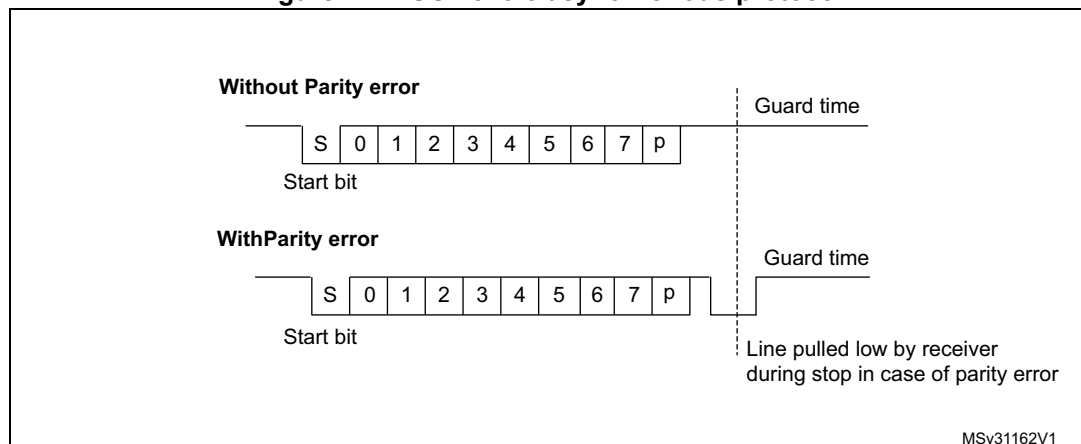 Without Parity error
Guard time
S 0 1 2 3 4 5 6 7 p
Start bit
WithParity error
Guard time
S 0 1 2 3 4 5 6 7 p
Start bit
Line pulled low by receiver
during stop in case of parity error
MSv31162V1